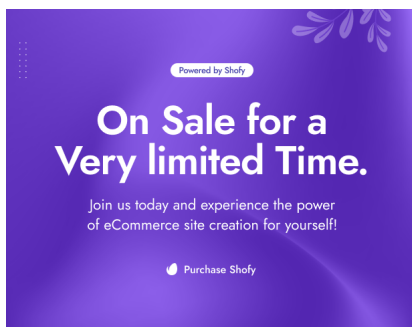 Powered by Shofy
On Sale for a
Very limited Time.
Join us today and experience the power
of eCommerce site creation for yourself!
Purchase Shofy